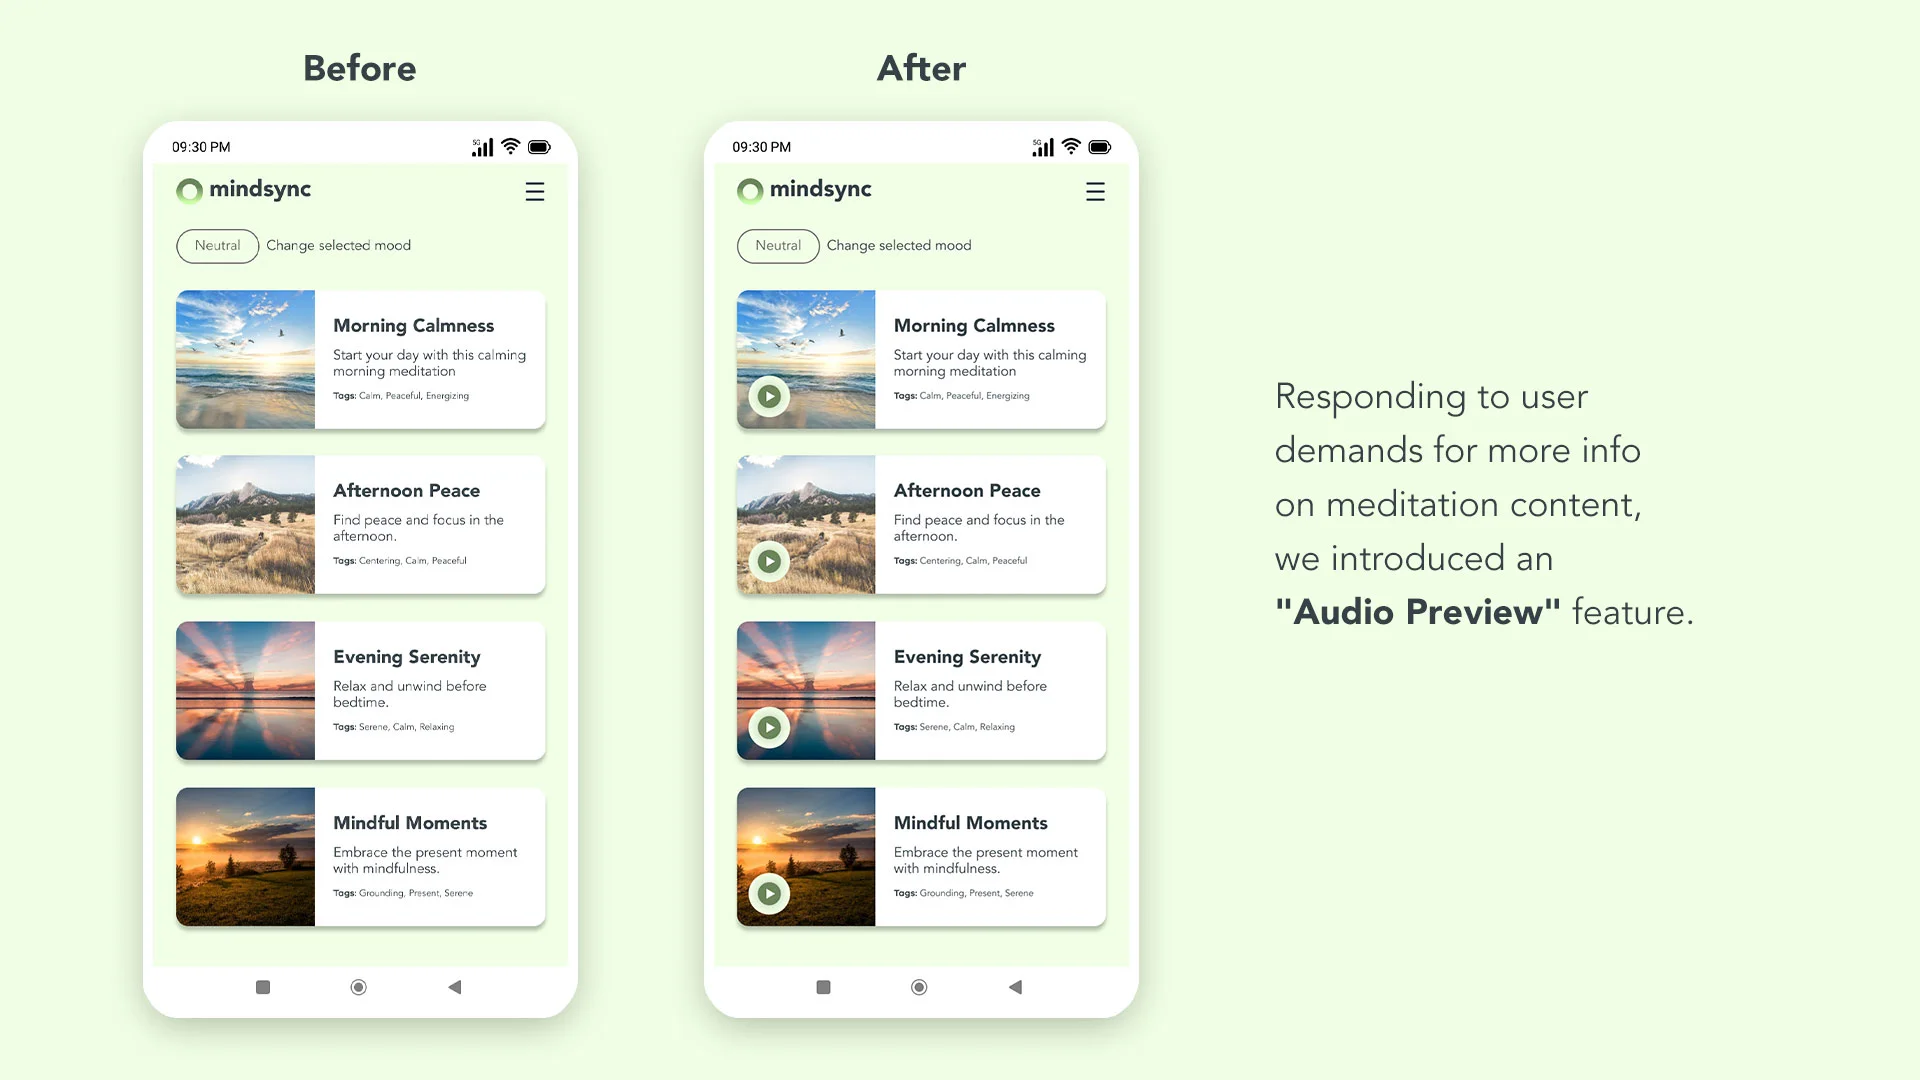 Before
09:30 PM
5G
mindsync
Neutral
Change selected mood
Morning Calmness
Start your day with this calming
morning meditation
Tags: Calm, Peaceful, Energizing
Afternoon Peace
Find peace and focus in the
afternoon.
Tags: Centering, Calm, Peaceful
Evening Serenity
Relax and unwind before
bedtime.
Tags: Serene, Calm, Relaxing
Mindful Moments
Embrace the present moment
with mindfulness.
Tags: Grounding, Present, Serene
After
09:30 PM
5G
mindsync
Neutral
Change selected mood
Morning Calmness
Start your day with this calming
morning meditation
Tags: Calm, Peaceful, Energizing
Afternoon Peace
Find peace and focus in the
afternoon.
Tags: Centering, Calm, Peaceful
Evening Serenity
Relax and unwind before
bedtime.
Tags: Serene, Calm, Relaxing
Mindful Moments
Embrace the present moment
with mindfulness.
Tags: Grounding, Present, Serene
Responding to user
demands for more info
on meditation content,
we introduced an
"Audio Preview" feature.